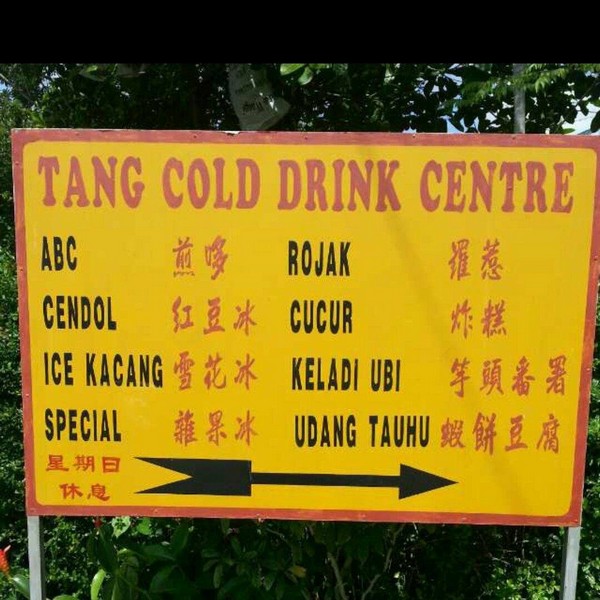 TANG COLD DRINK CENTRE
ABC 煎嗲 ROJAK 羅惹
CENDOL 红豆冰 CUCUR 炸糕
ICE KACANG 雪花冰 KELADI UBI 芋頭番署
SPECIAL 雜果冰 UDANG TAUHU 蝦餅豆腐
星期日
休息